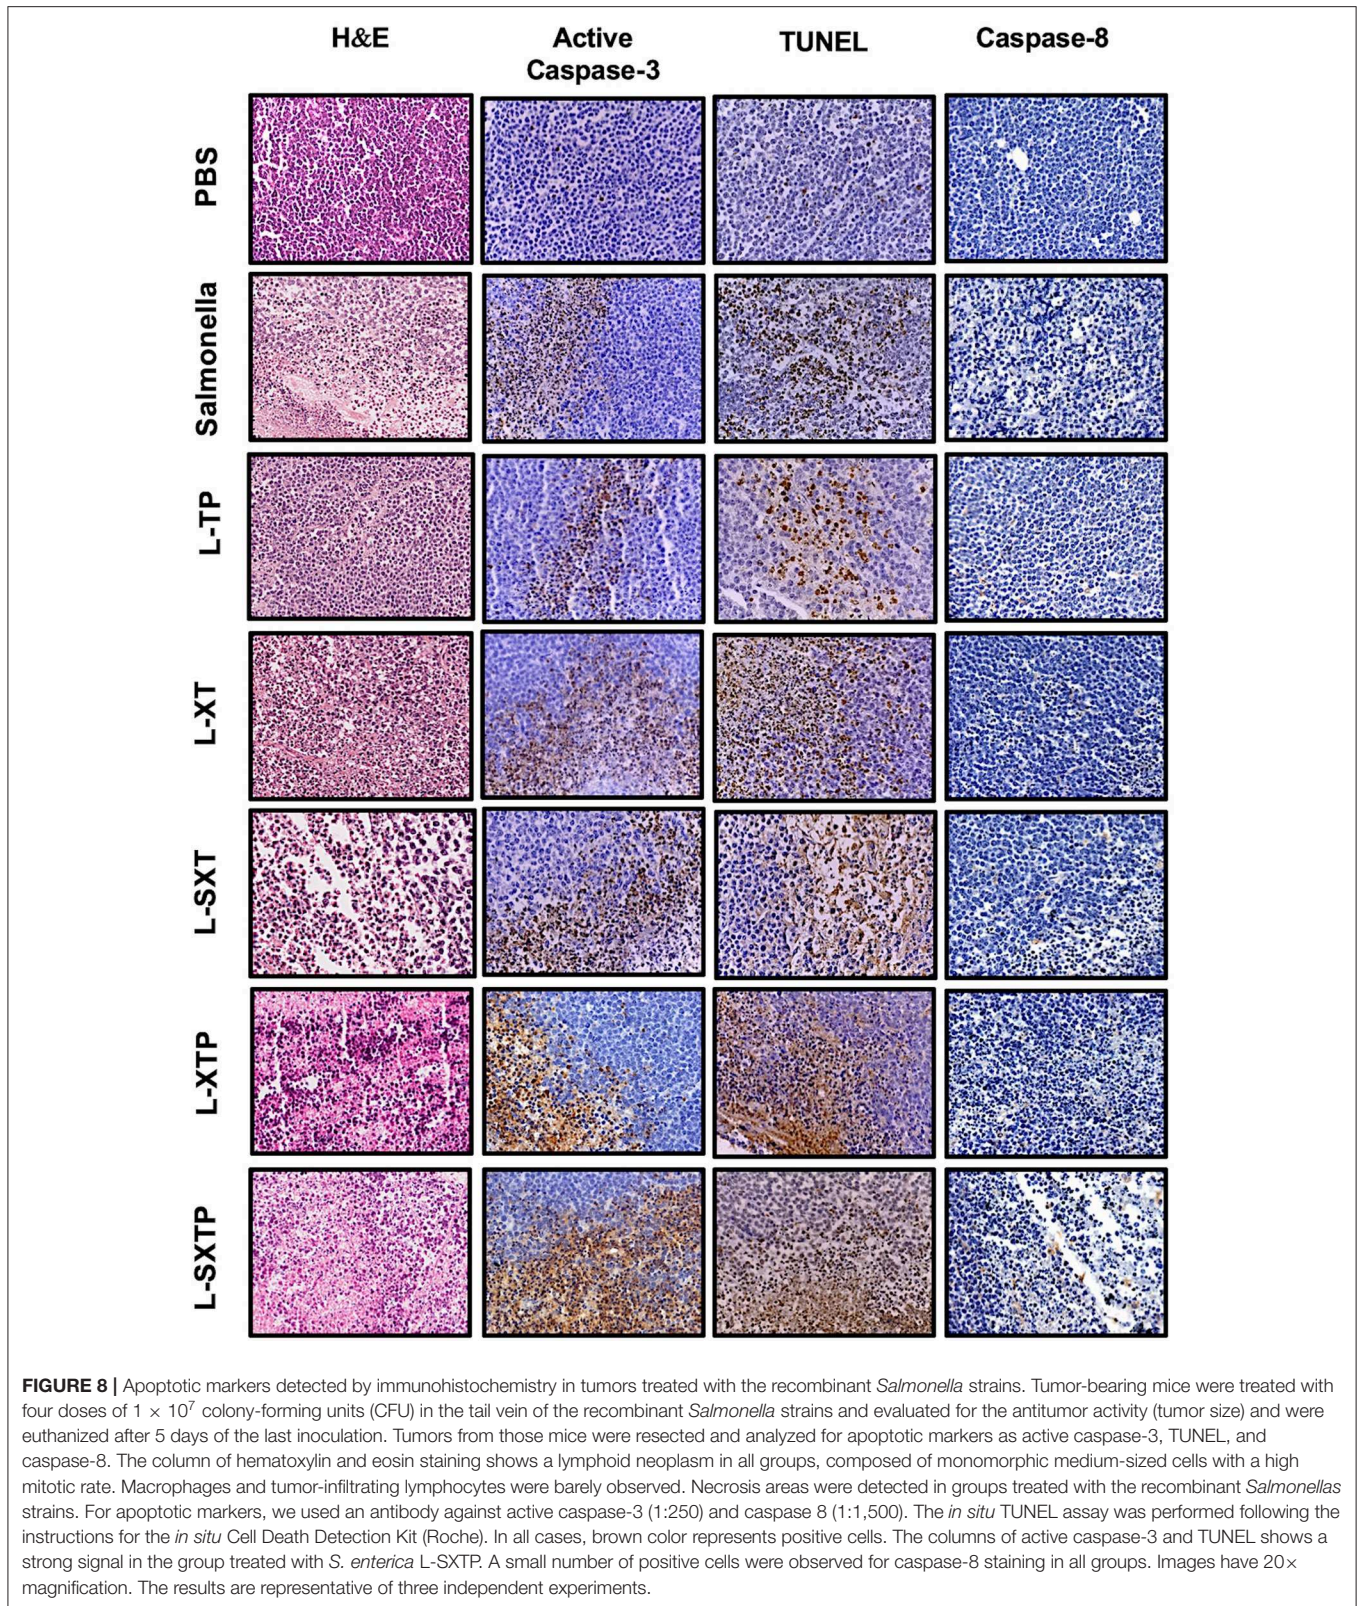 H&E
Active
Caspase-3
TUNEL
Caspase-8
PBS
Salmonella
L-TP
L-XT
L-SXT
L-XTP
L-SXTP
FIGURE 8 | Apoptotic markers detected by immunohistochemistry in tumors treated with the recombinant Salmonella strains. Tumor-bearing mice were treated with
four doses of 1 × 10⁷ colony-forming units (CFU) in the tail vein of the recombinant Salmonella strains and evaluated for the antitumor activity (tumor size) and were
euthanized after 5 days of the last inoculation. Tumors from those mice were resected and analyzed for apoptotic markers as active caspase-3, TUNEL, and
caspase-8. The column of hematoxylin and eosin staining shows a lymphoid neoplasm in all groups, composed of monomorphic medium-sized cells with a high
mitotic rate. Macrophages and tumor-infiltrating lymphocytes were barely observed. Necrosis areas were detected in groups treated with the recombinant Salmonellas
strains. For apoptotic markers, we used an antibody against active caspase-3 (1:250) and caspase 8 (1:1,500). The in situ TUNEL assay was performed following the
instructions for the in situ Cell Death Detection Kit (Roche). In all cases, brown color represents positive cells. The columns of active caspase-3 and TUNEL shows a
strong signal in the group treated with S. enterica L-SXTP. A small number of positive cells were observed for caspase-8 staining in all groups. Images have 20×
magnification. The results are representative of three independent experiments.